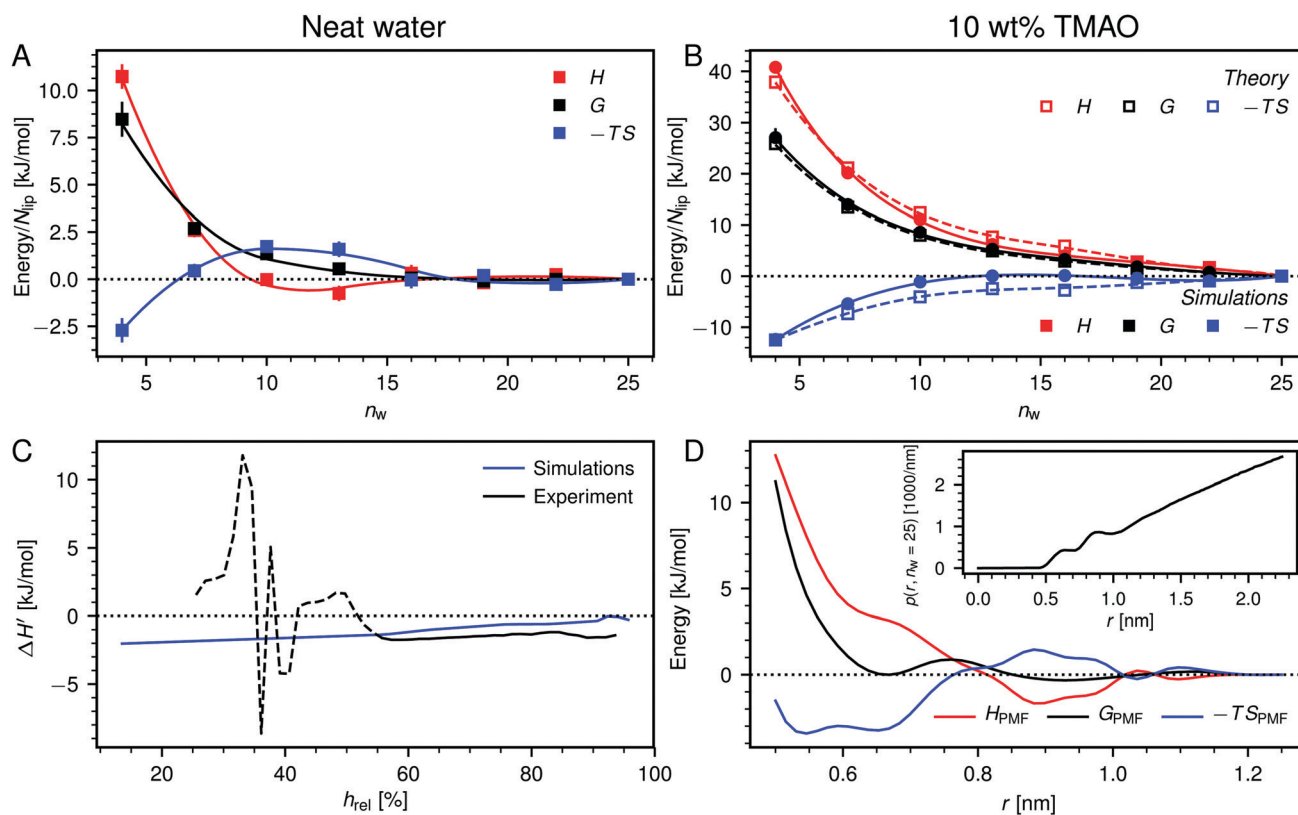 Neat water
10 wt% TMAO
A
10.0
7.5
5.0
2.5
0.0
−2.5
5
10
15
20
25
Energy/Nlip [kJ/mol]
nw
H
G
−TS
B
40
30
20
10
0
−10
5
10
15
20
25
Energy/Nlip [kJ/mol]
nw
Theory
H
G
−TS
Simulations
H
G
−TS
C
10
5
0
−5
20
40
60
80
100
ΔH′ [kJ/mol]
hrel [%]
Simulations
Experiment
D
10
5
0
0.6
0.8
1.0
1.2
Energy [kJ/mol]
r [nm]
HPMF
GPMF
−TSPMF
2
1
0
0.0
0.5
1.0
1.5
2.0
p(r, nw = 25) [1000/nm]
r [nm]